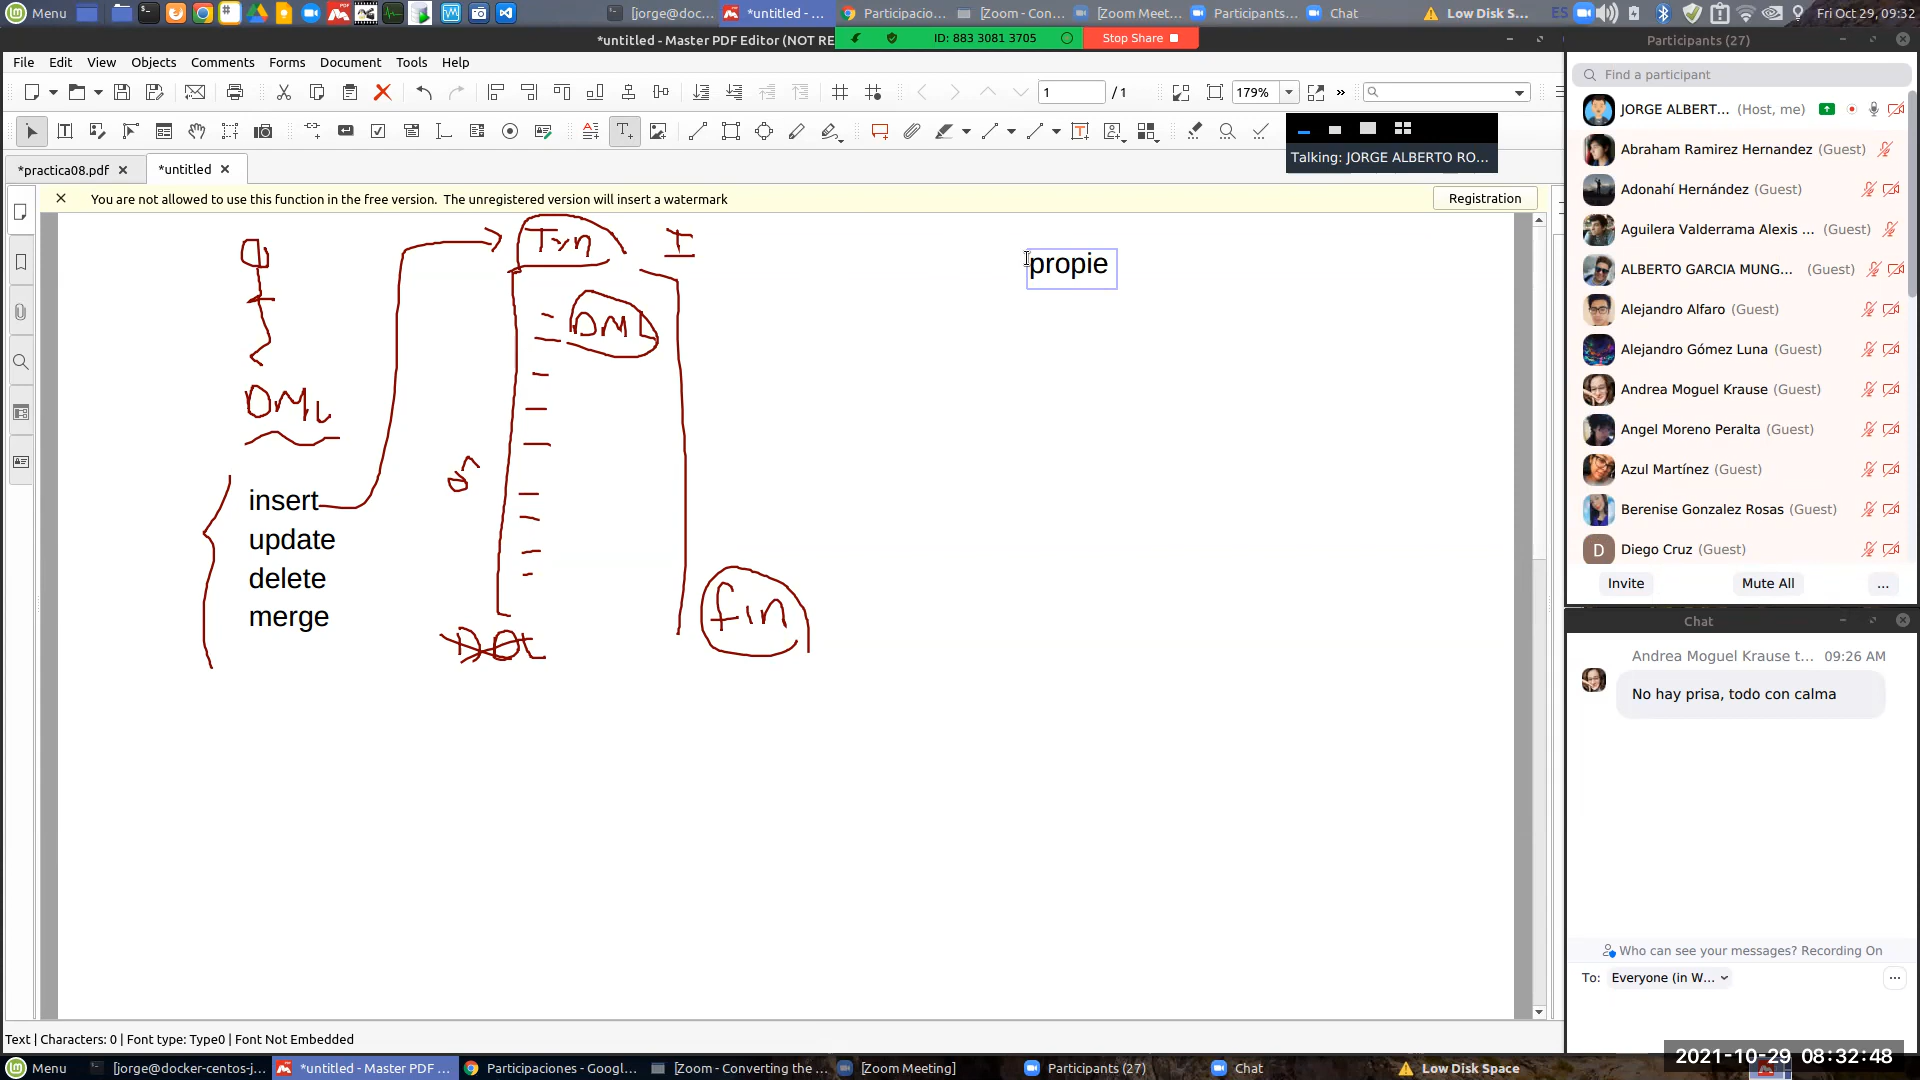 Menu
[jorge@doc...
*untitled - ...
Participacio...
[Zoom - Con...
[Zoom Meet...
Participants...
Chat
Low Disk S...
ES
Fri Oct 29, 09:32
*untitled - Master PDF Editor (NOT RE
ID: 883 3081 3705
Stop Share
Participants (27)
File Edit View Objects Comments Forms Document Tools Help
Find a participant
1 / 1
179%
JORGE ALBERT... (Host, me)
Abraham Ramirez Hernandez (Guest)
Talking: JORGE ALBERTO RO...
*practica08.pdf
*untitled
Adonahí Hernández (Guest)
You are not allowed to use this function in the free version. The unregistered version will insert a watermark
Registration
Aguilera Valderrama Alexis ... (Guest)
ALBERTO GARCIA MUNG... (Guest)
Alejandro Alfaro (Guest)
Alejandro Gómez Luna (Guest)
Andrea Moguel Krause (Guest)
Angel Moreno Peralta (Guest)
Azul Martínez (Guest)
Berenise Gonzalez Rosas (Guest)
D
Diego Cruz (Guest)
Invite
Mute All
...
Txn I
propie
DML
DML
insert
update
delete
merge
fin
Chat
Andrea Moguel Krause t... 09:26 AM
No hay prisa, todo con calma
Who can see your messages? Recording On
To: Everyone (in W...
Text | Characters: 0 | Font type: Type0 | Font Not Embedded
Menu
[jorge@docker-centos-j...
*untitled - Master PDF ...
Participaciones - Googl...
[Zoom - Converting the ...
[Zoom Meeting]
Participants (27)
Chat
Low Disk Space
2021-10-29 08:32:48